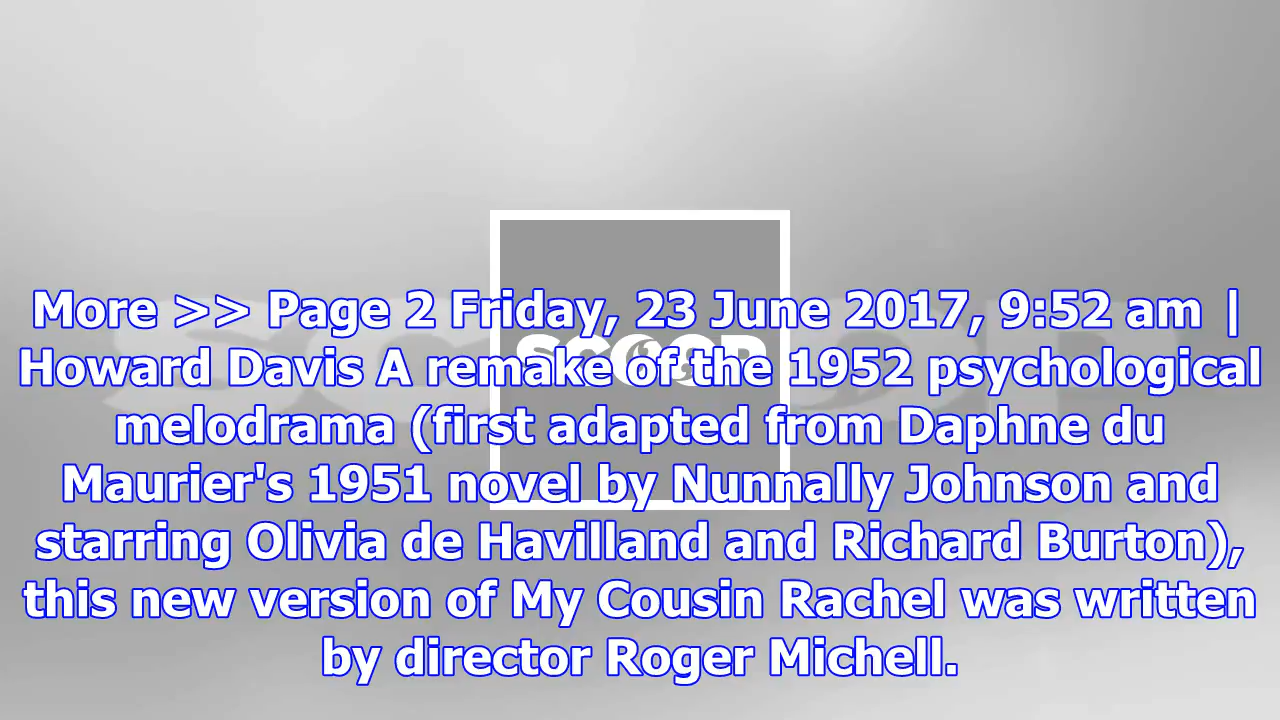 More >> Page 2 Friday, 23 June 2017, 9:52 am |
Howard Davis A remake of the 1952 psychological
melodrama (first adapted from Daphne du
Maurier's 1951 novel by Nunnally Johnson and
starring Olivia de Havilland and Richard Burton),
this new version of My Cousin Rachel was written
by director Roger Michell.
SCOOP